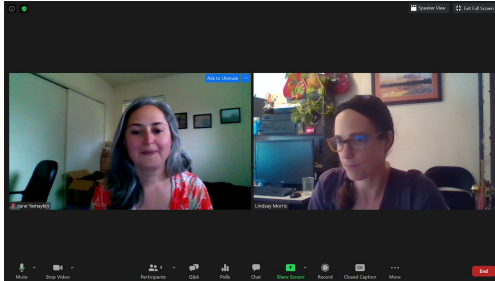 Speaker View
Exit Full Screen
Ask to Unmute
Jane Yamaykin
Lindsay Morris
Mute
Stop Video
Participants
4
Q&A
Polls
Chat
Share Screen
Record
Closed Caption
More
End